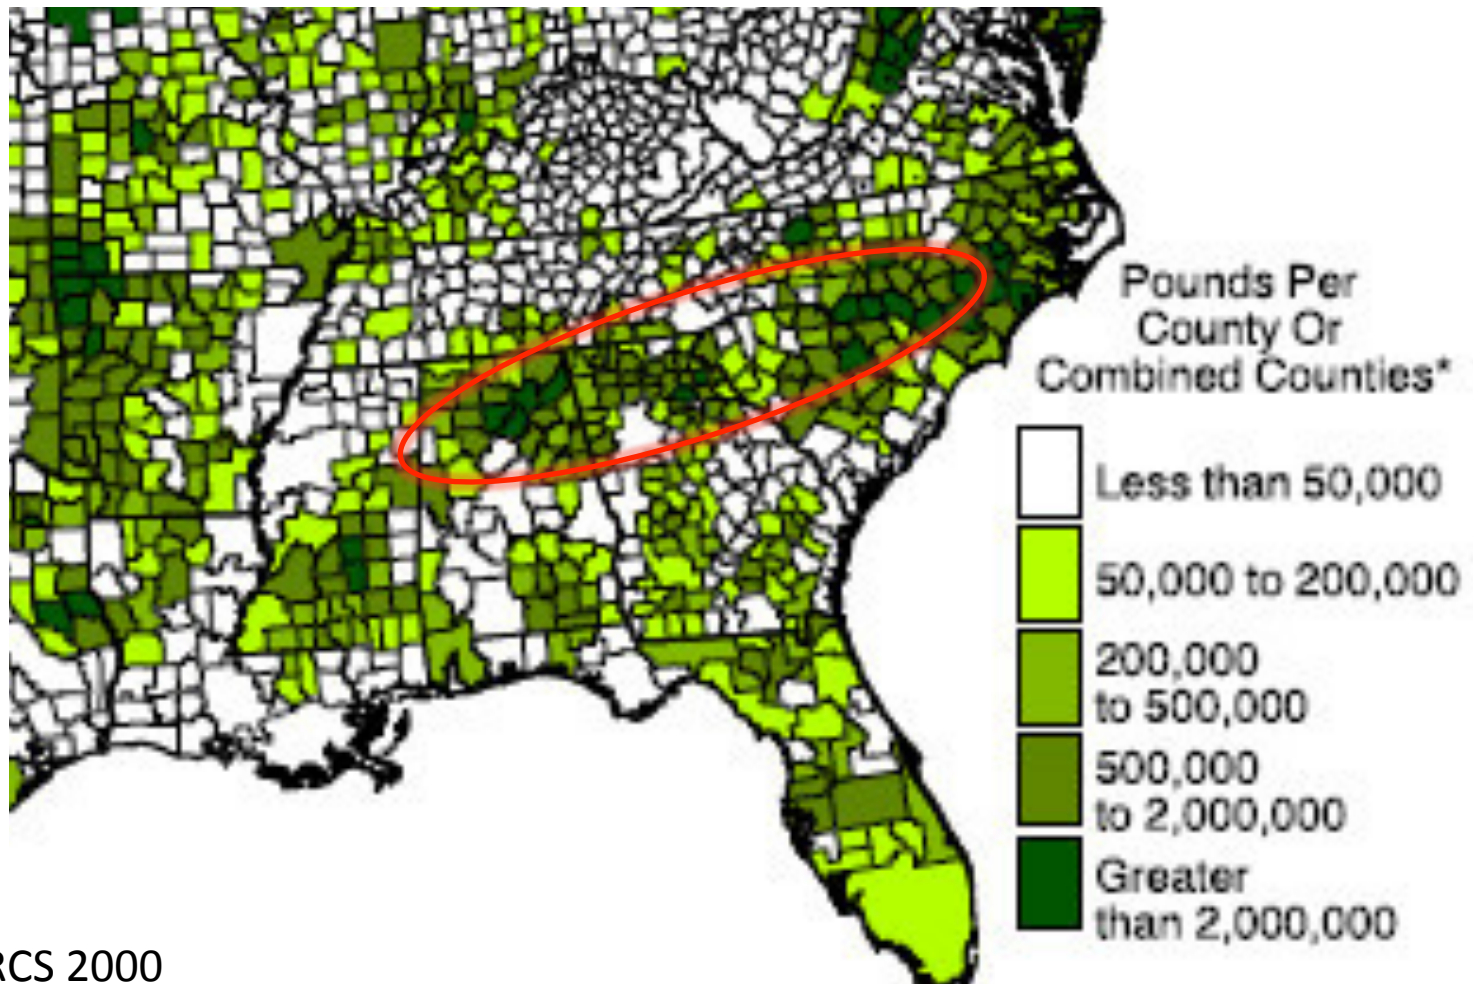 Pounds Per
County Or
Combined Counties*
Less than 50,000
50,000 to 200,000
200,000
to 500,000
500,000
to 2,000,000
Greater
than 2,000,000
RCS 2000